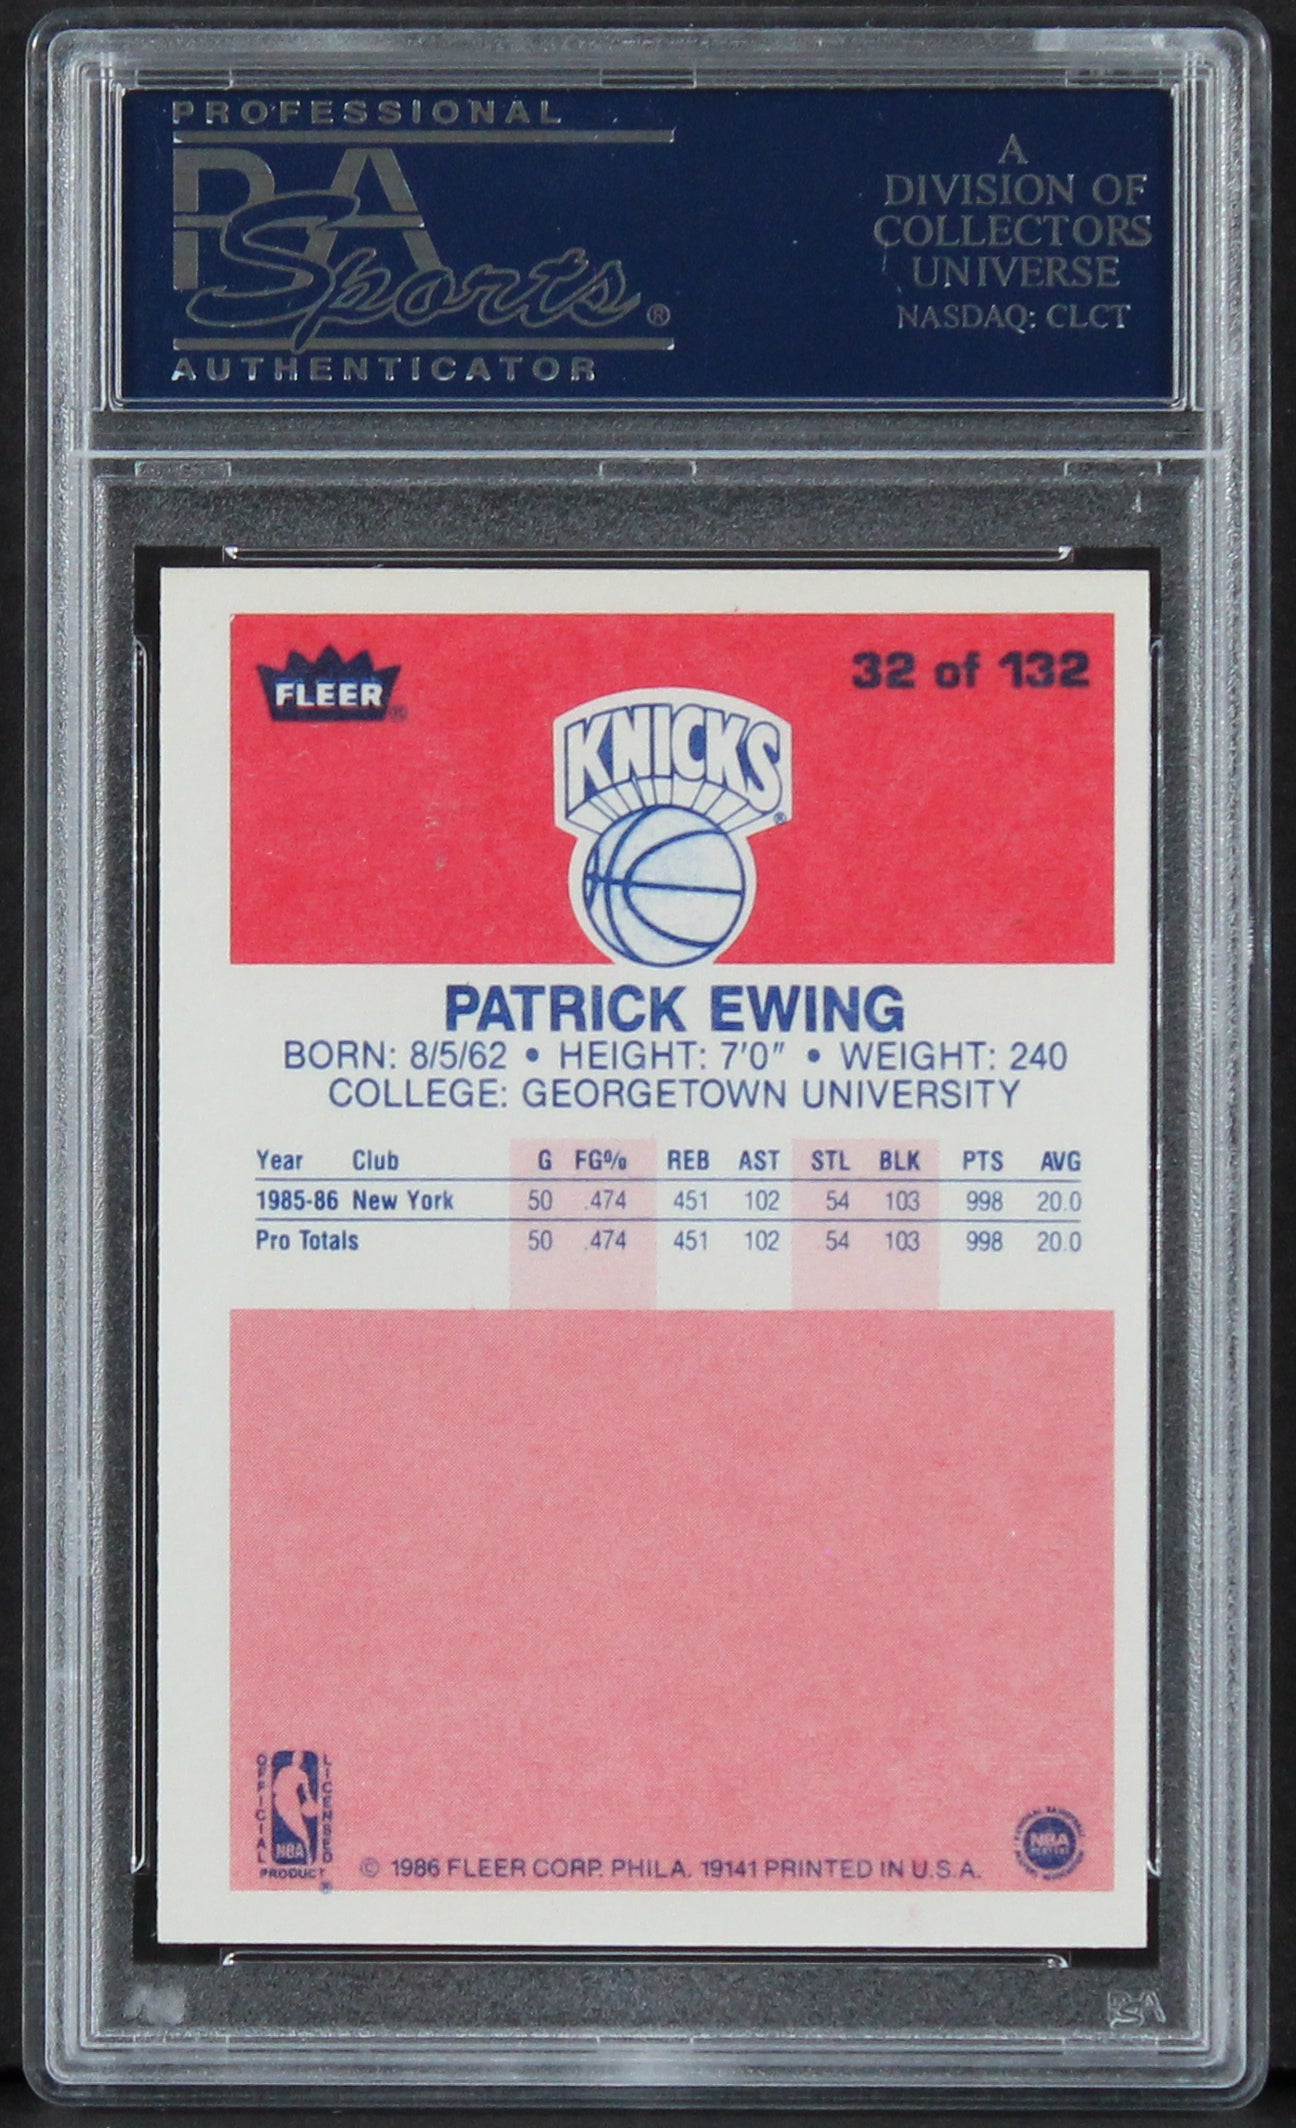 PROFESSIONAL
PSA
Sports®
AUTHENTICATOR
A
DIVISION OF
COLLECTORS
UNIVERSE
NASDAQ: CLCT
FLEER®
32 of 132
KNICKS®
PATRICK EWING
BORN: 8/5/62 • HEIGHT: 7'0" • WEIGHT: 240
COLLEGE: GEORGETOWN UNIVERSITY
Year Club G FG% REB AST STL BLK PTS AVG
1985-86 New York 50 .474 451 102 54 103 998 20.0
Pro Totals 50 .474 451 102 54 103 998 20.0
OFFICIAL
LICENSED
NBA
PRODUCT
®
© 1986 FLEER CORP. PHILA. 19141 PRINTED IN U.S.A.
NBA
PSA